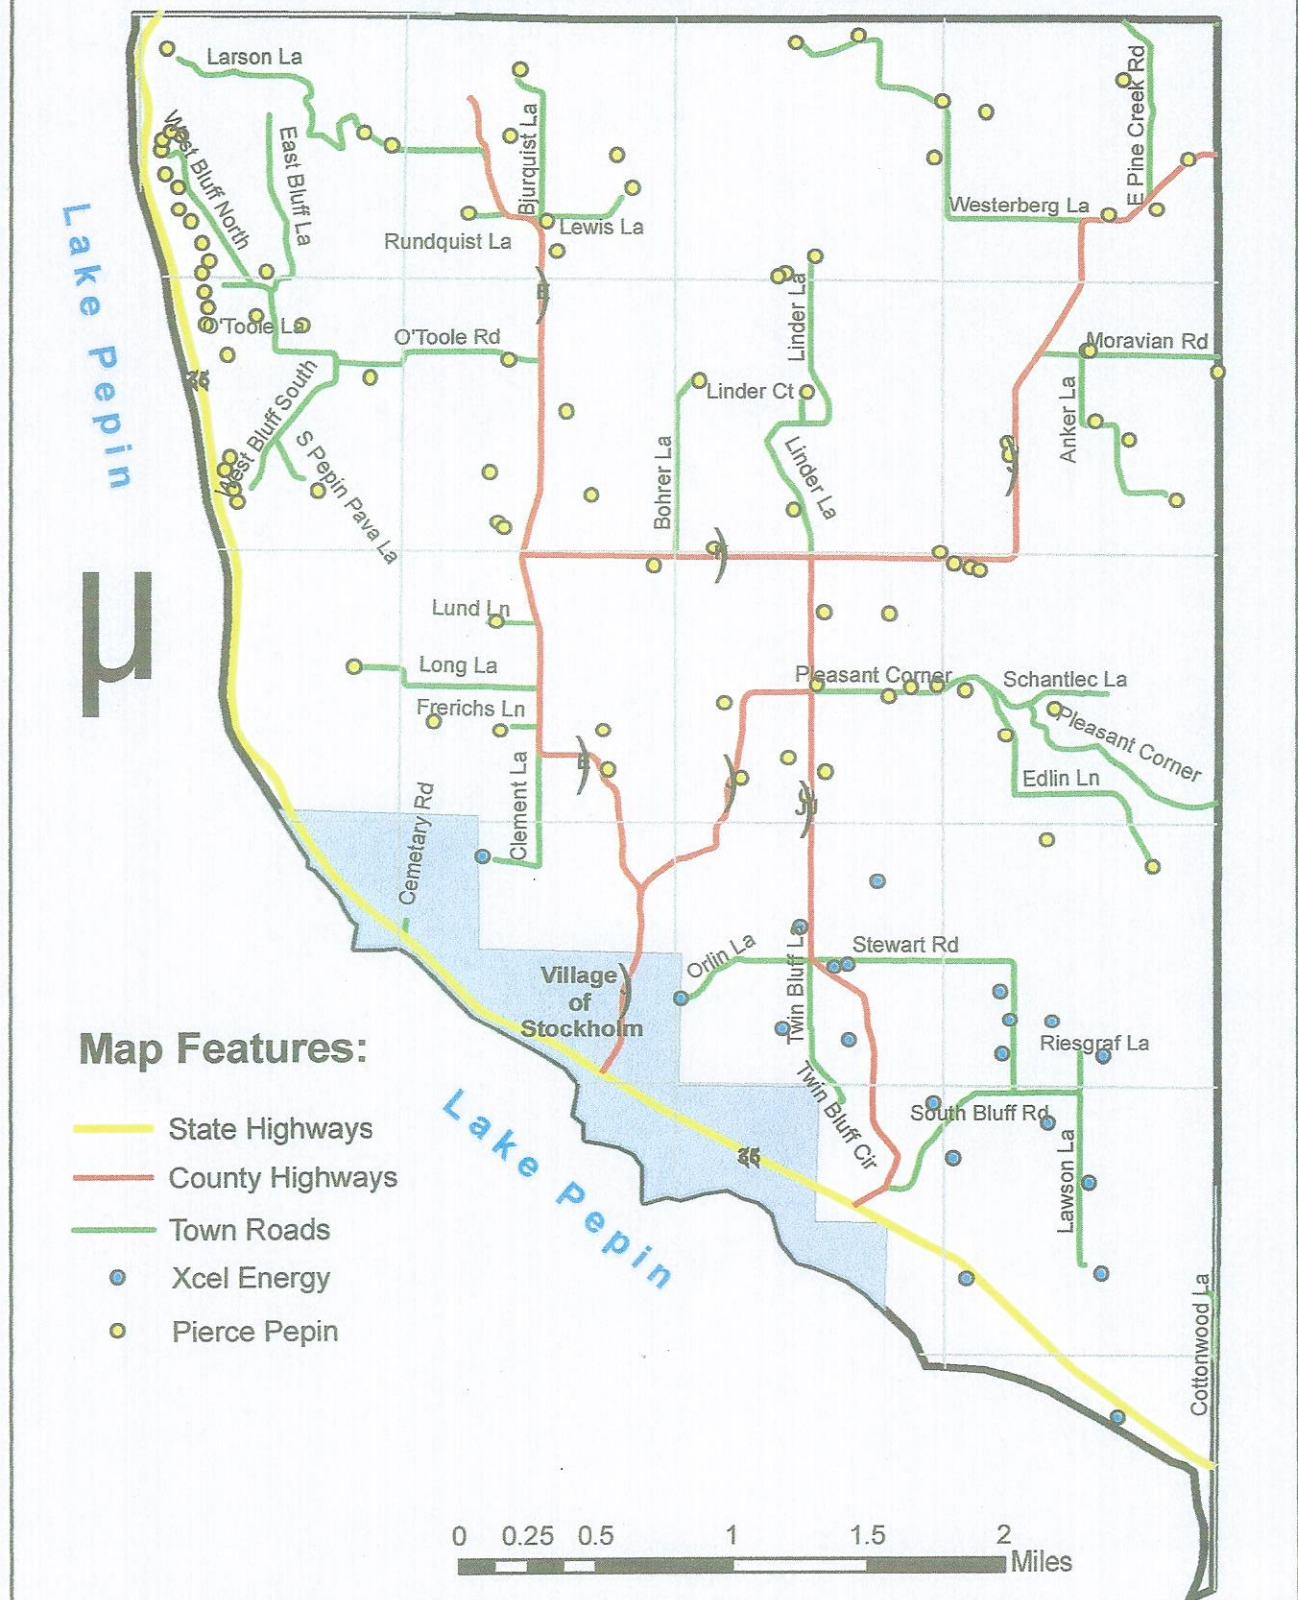 Larson La
West Bluff North
East Bluff La
Bjurquist La
Rundquist La
Lewis La
E Pine Creek Rd
Westerberg La
Lake Pepin
35
O'Toole La
O'Toole Rd
E
Linder La
Linder Ct
Moravian Rd
Anker La
West Bluff South
S Pepin Pava La
Bohrer La
Linder La
J
µ
Lund Ln
Long La
Frerichs Ln
Clement La
E
Cemetary Rd
Pleasant Corner
Schantlec La
Pleasant Corner
Edlin Ln
J
Orlin La
Twin Bluff La
Stewart Rd
Village
of
Stockholm
J
Riesgraf La
South Bluff Rd
Twin Bluff Cir
Lawson La
Cottonwood La
35
Lake Pepin
Map Features:
State Highways
County Highways
Town Roads
Xcel Energy
Pierce Pepin
0 0.25 0.5 1 1.5 2
Miles